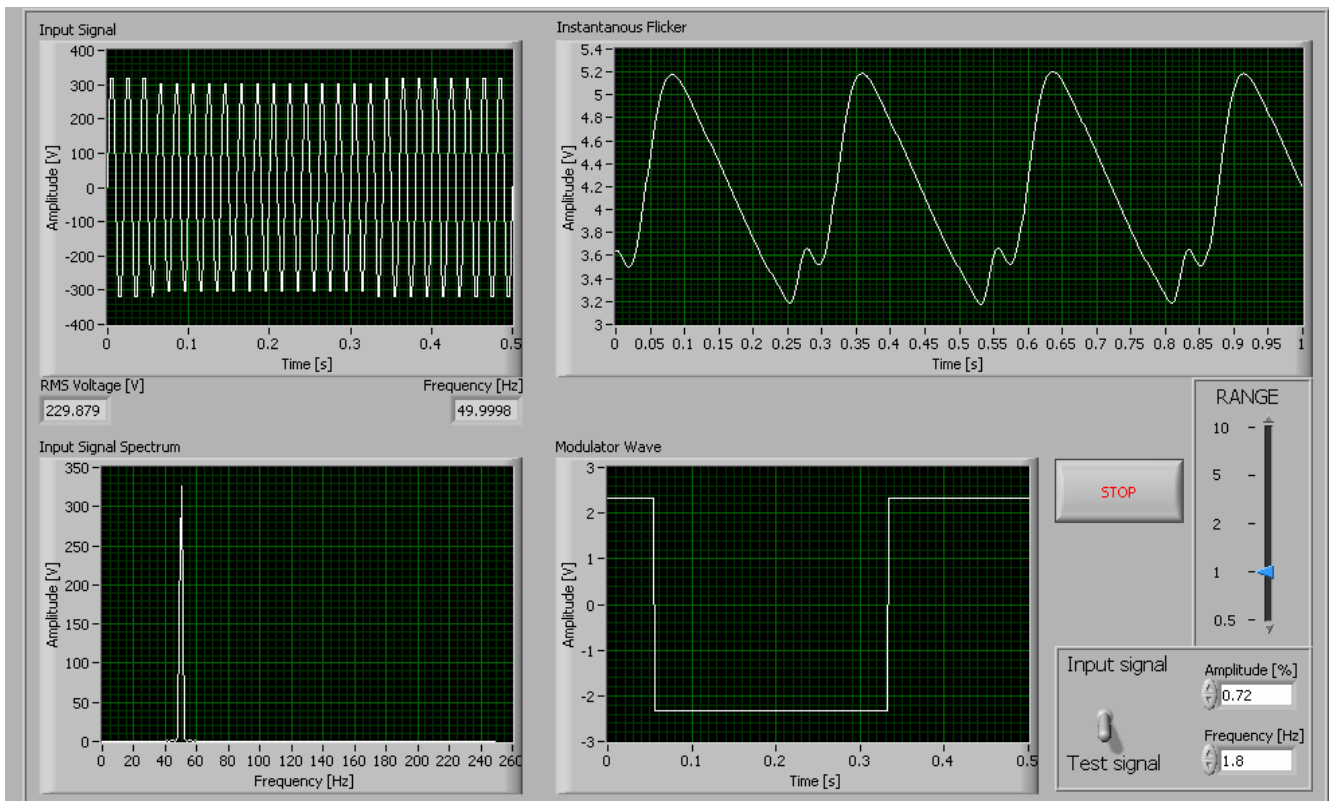 Input Signal
400
300
200
100
0
-100
-200
-300
-400
Amplitude [V]
0 0.1 0.2 0.3 0.4 0.5
Time [s]
RMS Voltage [V]
229.879
Frequency [Hz]
49.9998
Instantanous Flicker
5.4
5.2
5
4.8
4.6
4.4
4.2
4
3.8
3.6
3.4
3.2
3
Amplitude [V]
0 0.05 0.1 0.15 0.2 0.25 0.3 0.35 0.4 0.45 0.5 0.55 0.6 0.65 0.7 0.75 0.8 0.85 0.9 0.95 1
Time [s]
Input Signal Spectrum
350
300
250
200
150
100
50
0
Amplitude [V]
0 20 40 60 80 100 120 140 160 180 200 220 240 260
Frequency [Hz]
Modulator Wave
3
2
1
0
-1
-2
-3
Amplitude [V]
0 0.1 0.2 0.3 0.4 0.5
Time [s]
STOP
RANGE
10
5
2
1
0.5
Input signal
Test signal
Amplitude [%]
0.72
Frequency [Hz]
1.8